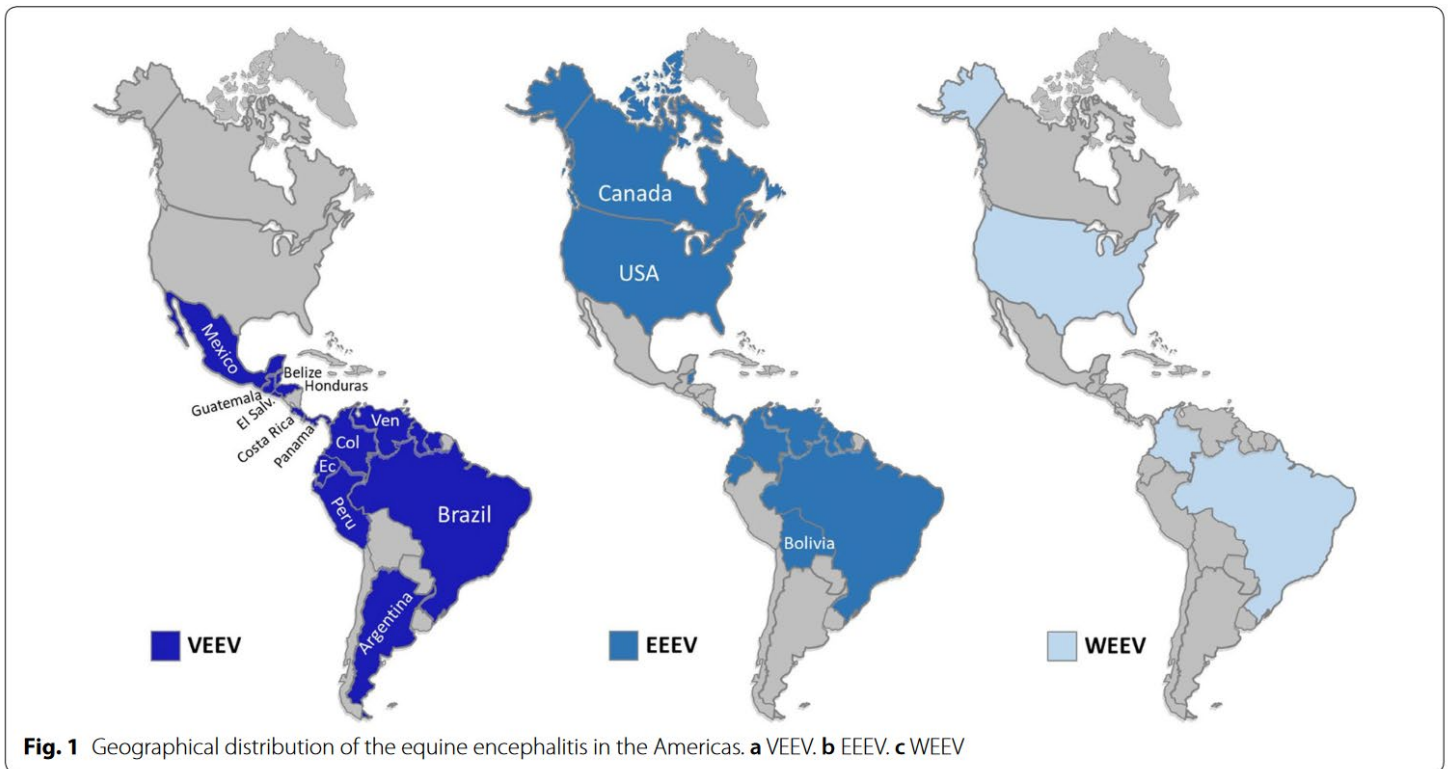 Canada
USA
Mexico
Belize
Honduras
Guatemala
El Salv.
Costa Rica
Panama
Ven
Col
Ec
Peru
Brazil
Bolivia
Argentina
VEEV
EEEV
WEEV
Fig. 1 Geographical distribution of the equine encephalitis in the Americas. a VEEV. b EEEV. c WEEV